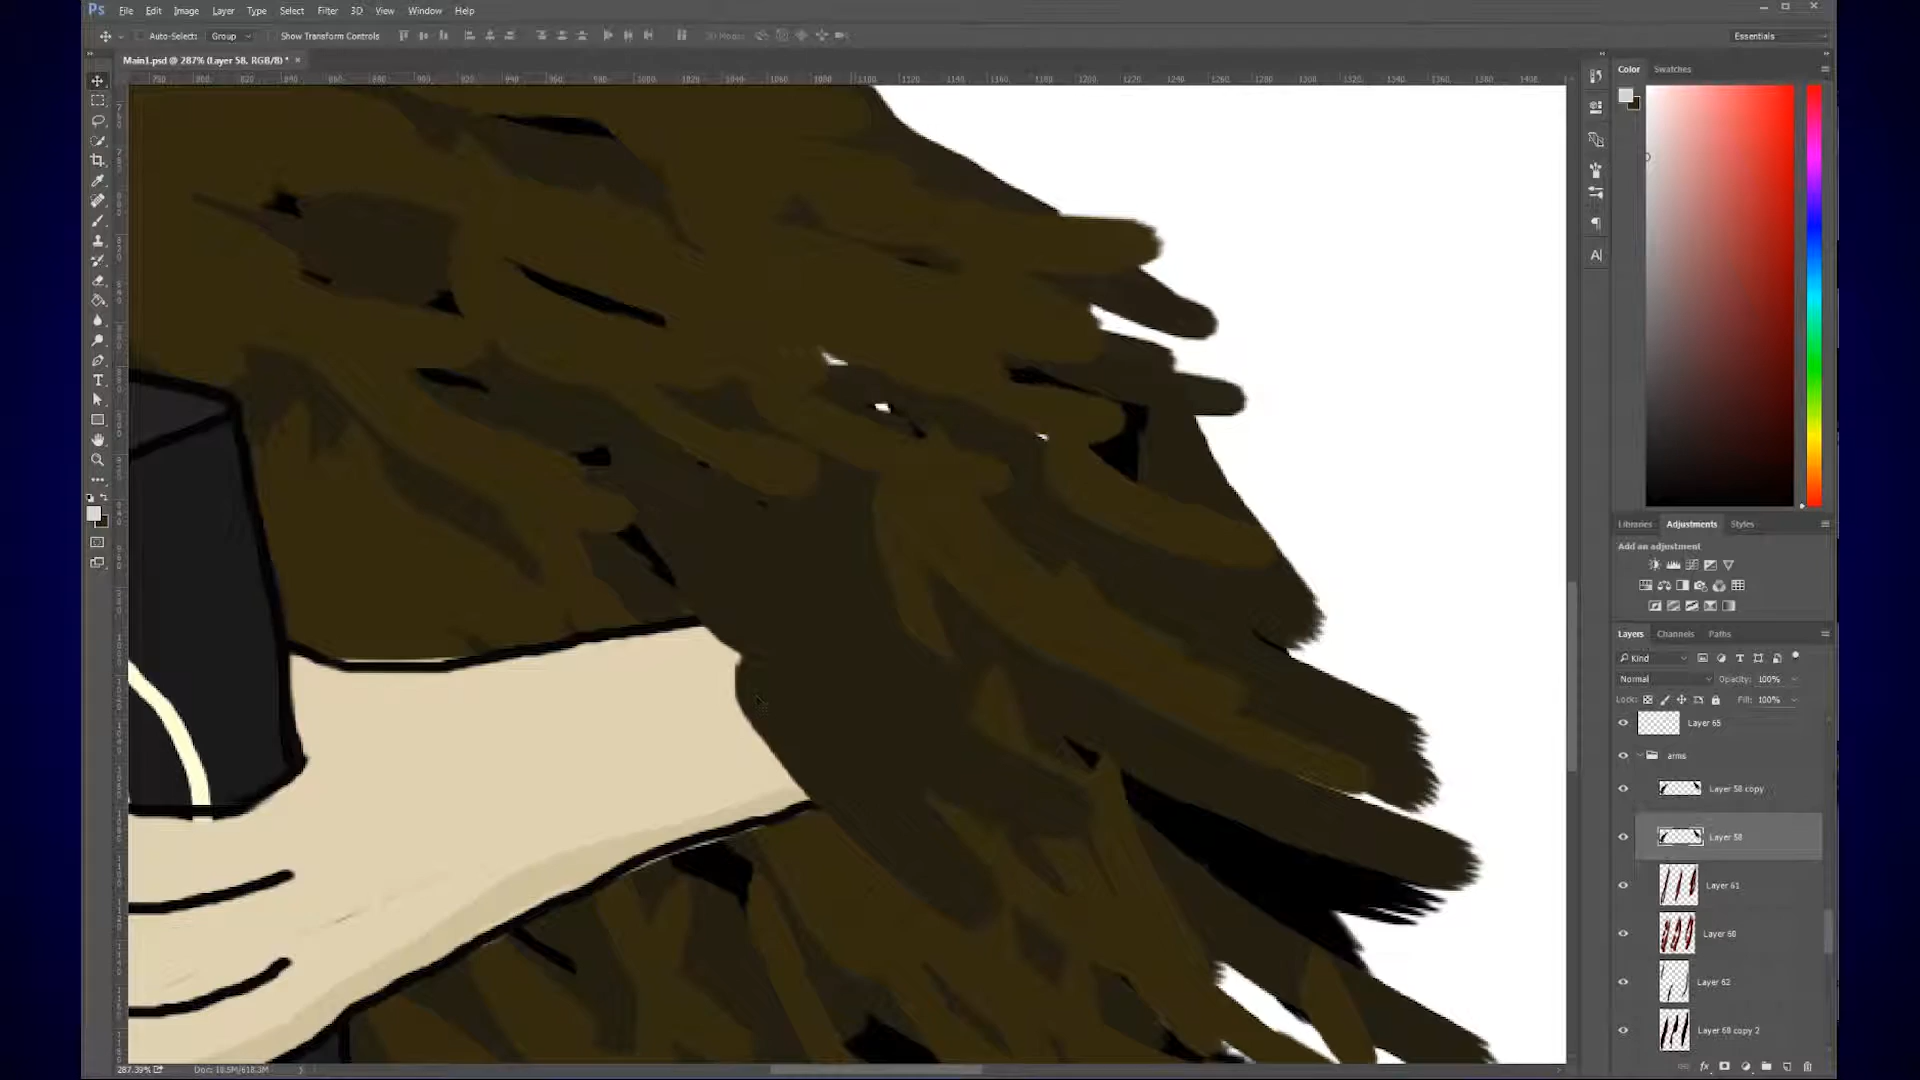 Ps File Edit Image Layer Type Select Filter 3D View Window Help
Auto-Select: Group Show Transform Controls Essentials
Main1.psd @ 287% (Layer 58, RGB/8) * ×
Color Swatches
Libraries Adjustments Styles
Add an adjustment
Layers Channels Paths
Kind
Normal Opacity: 100%
Lock: Fill: 100%
Layer 65
arms
Layer 58 copy
Layer 58
Layer 61
Layer 60
Layer 62
Layer 60 copy 2
287.39% Doc: 18.5M/618.3M